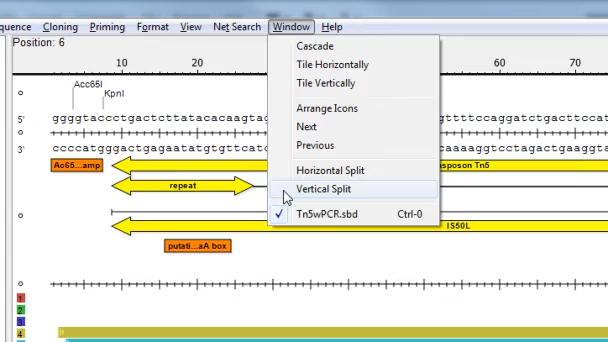 quence Cloning Priming Format View Net Search Window Help
Position: 6
Cascade
Tile Horizontally
Tile Vertically
Arrange Icons
Next
Previous
Horizontal Split
Vertical Split
Tn5wPCR.sbd Ctrl-0
10 20 50 60 70
Acc65I
KpnI
5' ggggtaccctgactcttatacacaagtag gttttccaggatctgacttccat
3' ccccatgggactgagaatatgtgttcatc
Ac65...amp sposon Tn5
repeat
IS50L
putati...aA box
1
2
3
4